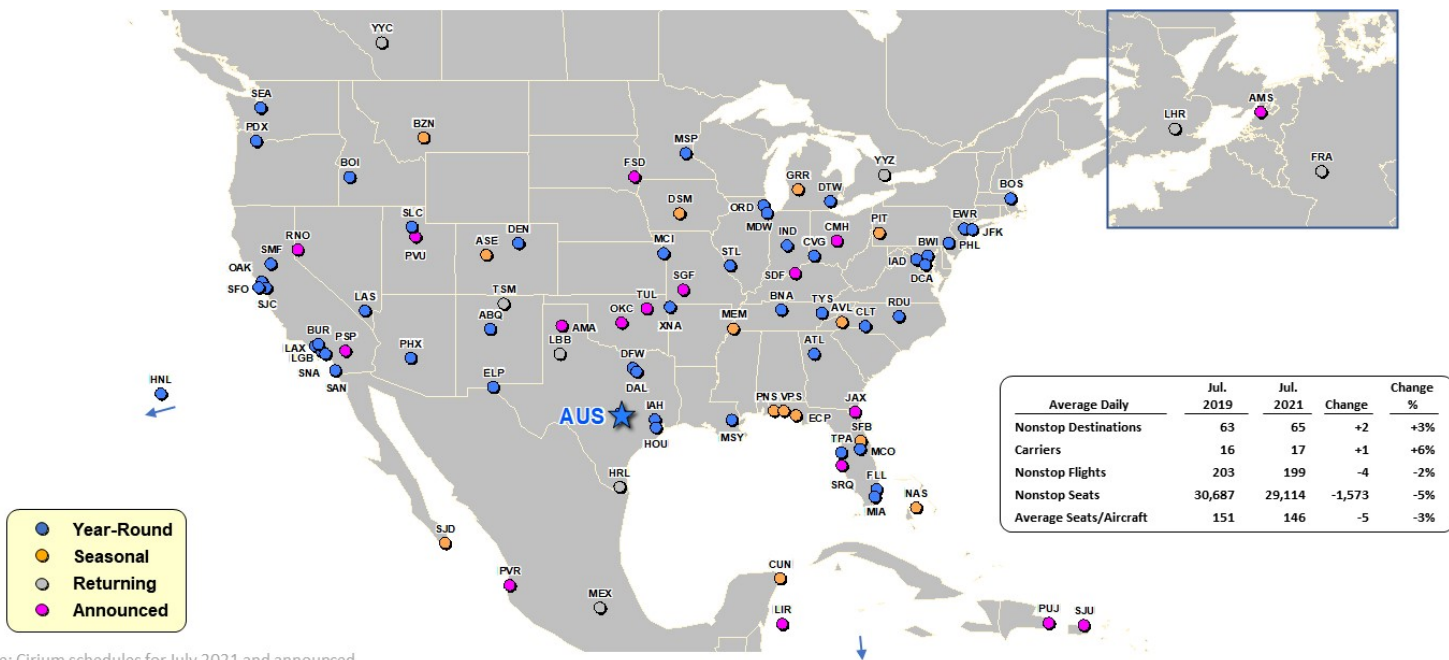 YYC
SEA
PDX
BZN
BOI
FSD
MSP
GRR
YYZ
DTW
BOS
LHR
AMS
FRA
DSM
ORD
MDW
SLC
PVU
RNO
SMF
OAK
SFO
SJC
ASE
DEN
MCI
STL
IND
CVG
CMH
PIT
EWR
JFK
PHL
BWI
IAD
DCA
SDF
LAS
TSM
ABQ
TUL
OKC
SGF
XNA
BNA
TYS
AVL
CLT
RDU
MEM
AMA
LBB
ATL
BUR
LAX
LGB
SNA
SAN
PSP
PHX
ELP
DFW
DAL
HNL
AUS
IAH
HOU
MSY
PNS VPS
ECP
JAX
SFB
TPA
MCO
SRQ
FLL
MIA
NAS
HRL
SJD
PVR
MEX
CUN
LIR
PUJ
SJU
Average Daily Jul. 2019 Jul. 2021 Change Change %
Nonstop Destinations 63 65 +2 +3%
Carriers 16 17 +1 +6%
Nonstop Flights 203 199 -4 -2%
Nonstop Seats 30,687 29,114 -1,573 -5%
Average Seats/Aircraft 151 146 -5 -3%
Year-Round
Seasonal
Returning
Announced
Cirium schedules for July 2021 and announced